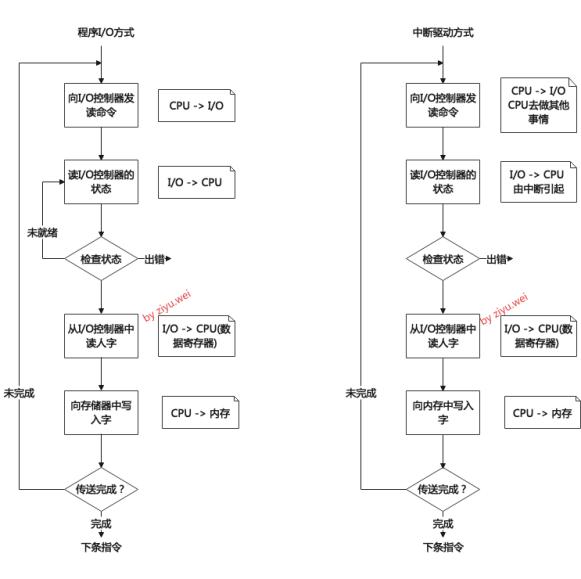 程序I/O方式
向I/O控制器发
读命令
CPU -> I/O
读I/O控制器的
状态
I/O -> CPU
未就绪
检查状态
出错
by ziyu.wei
从I/O控制器中
读人字
I/O -> CPU(数
据寄存器)
未完成
向存储器中写
入字
CPU -> 内存
传送完成？
完成
下条指令
中断驱动方式
向I/O控制器发
读命令
CPU -> I/O
CPU去做其他
事情
读I/O控制器的
状态
I/O -> CPU
由中断引起
检查状态
出错
by ziyu.wei
从I/O控制器中
读人字
I/O -> CPU(数
据寄存器)
未完成
向内存中写入
字
CPU -> 内存
传送完成？
完成
下条指令